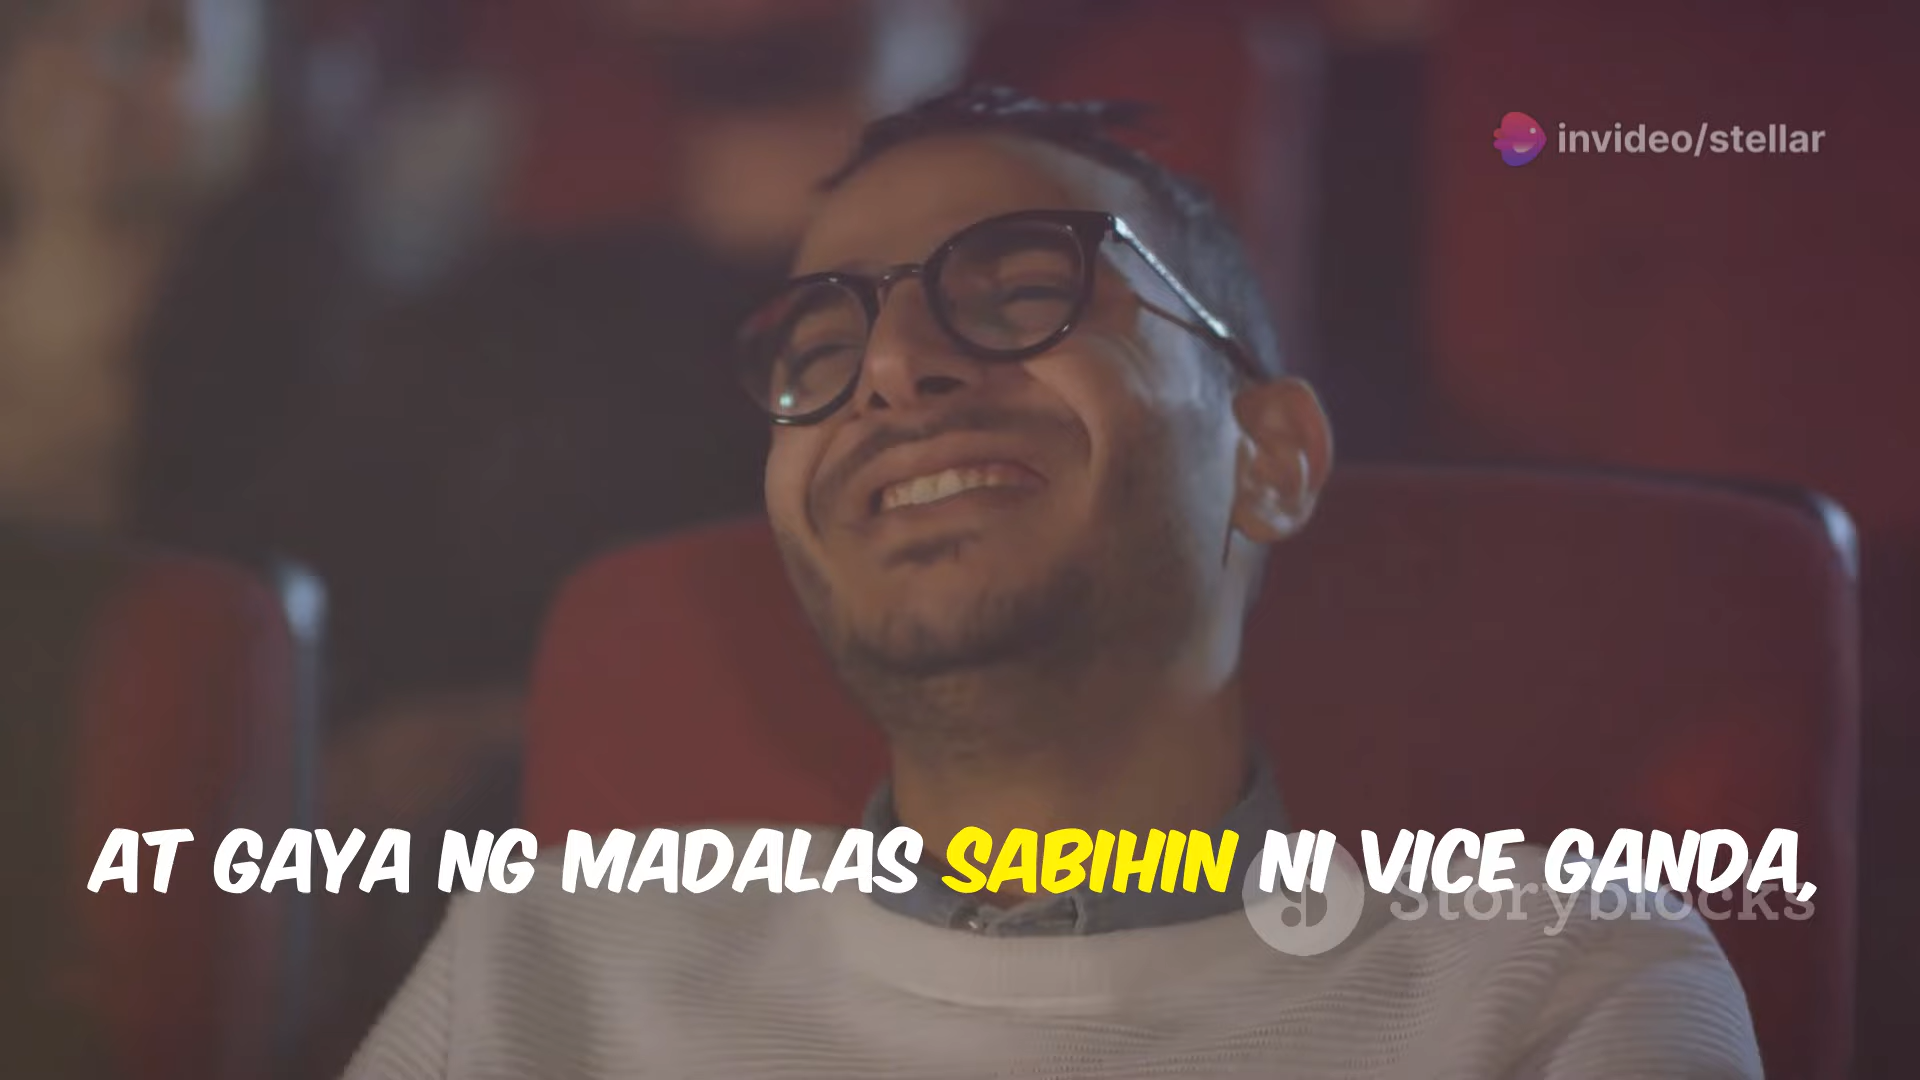 invideo/stellar
AT GAYA NG MADALAS SABIHIN NI VICE GANDA,
Storyblocks